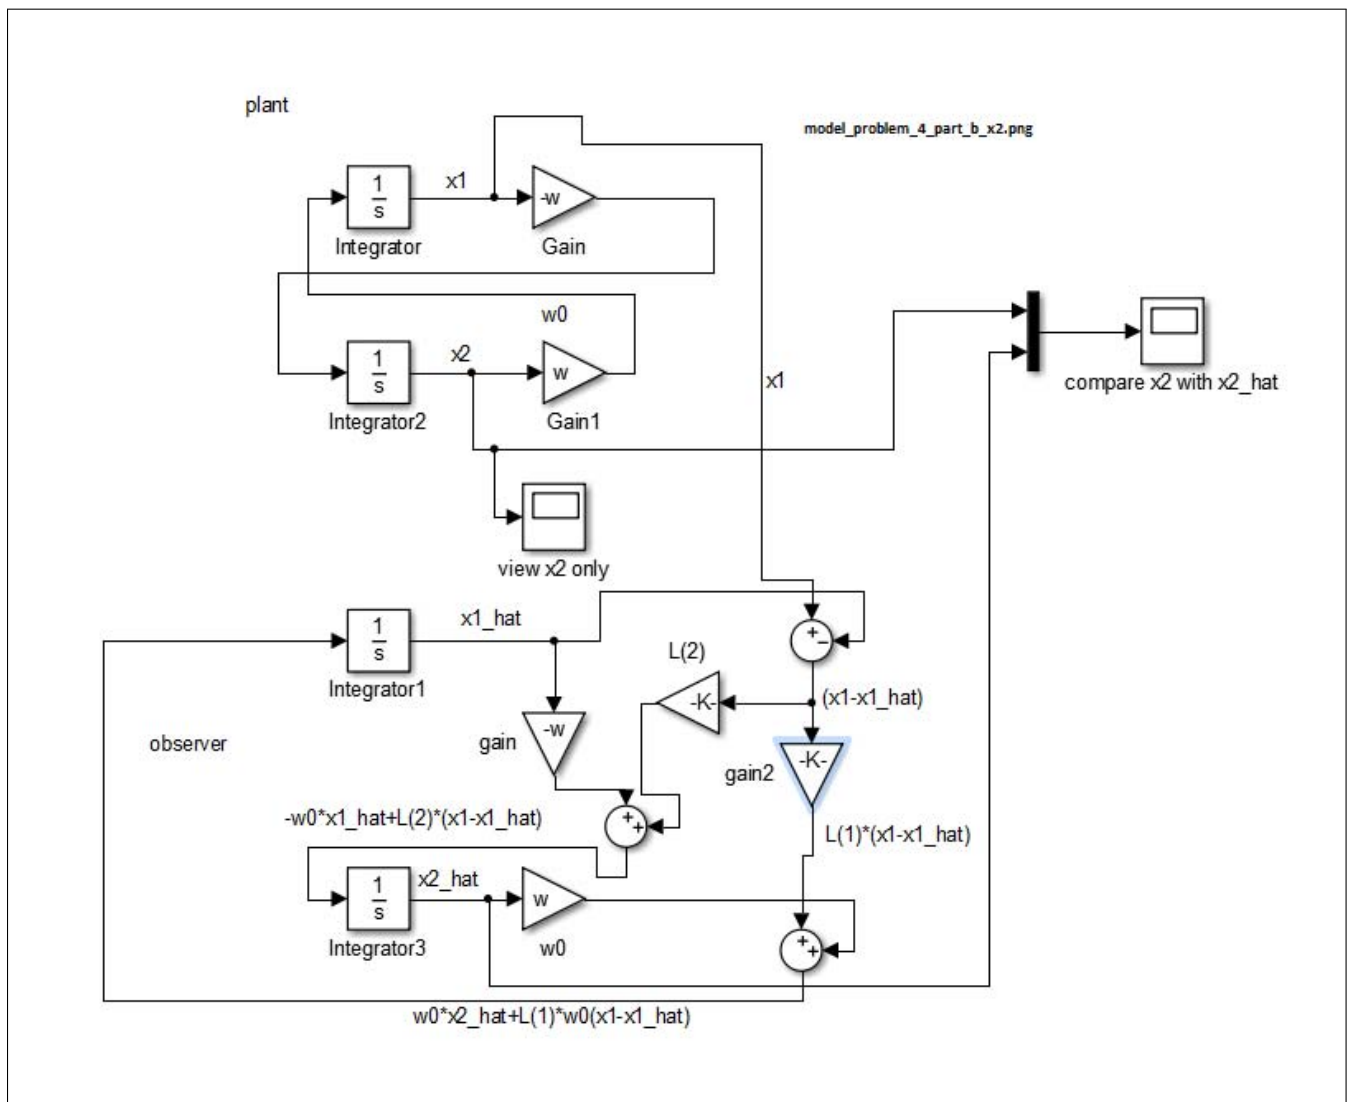 plant
model_problem_4_part_b_x2.png
x1
1
s
-w
Integrator
Gain
w0
x2
1
s
w
Integrator2
Gain1
x1
compare x2 with x2_hat
view x2 only
x1_hat
1
s
Integrator1
+
−
L(2)
-K-
(x1-x1_hat)
observer
gain
-w
gain2
-K-
-w0*x1_hat+L(2)*(x1-x1_hat)
+
+
L(1)*(x1-x1_hat)
x2_hat
1
s
w
Integrator3
w0
+
+
w0*x2_hat+L(1)*w0(x1-x1_hat)